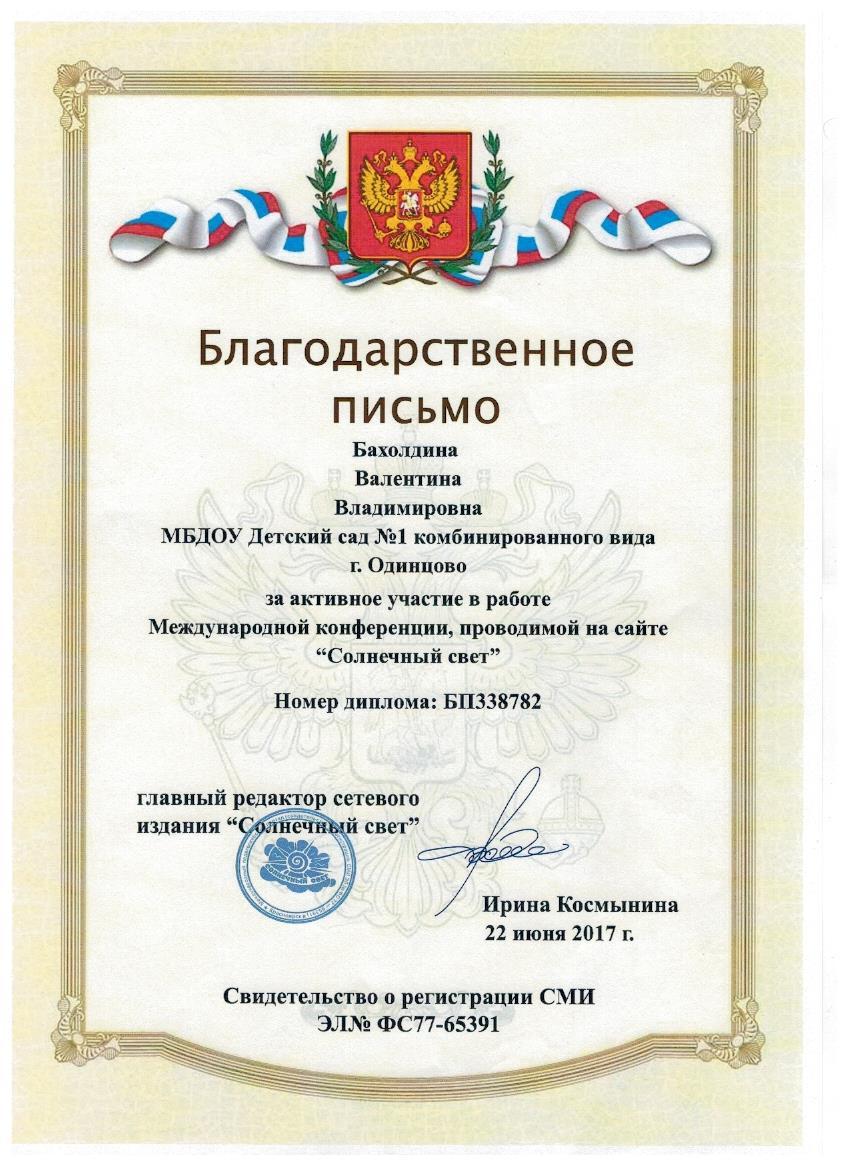 Благодарственное
письмо
Бахолдина
Валентина
Владимировна
МБДОУ Детский сад №1 комбинированного вида
г. Одинцово
за активное участие в работе
Международной конференции, проводимой на сайте
“Солнечный свет”
Номер диплома: БП338782
главный редактор сетевого
издания “Солнечный свет”
СОЛНЕЧНЫЙ СВЕТ
Ирина Космынина
22 июня 2017 г.
Свидетельство о регистрации СМИ
ЭЛ№ ФС77-65391